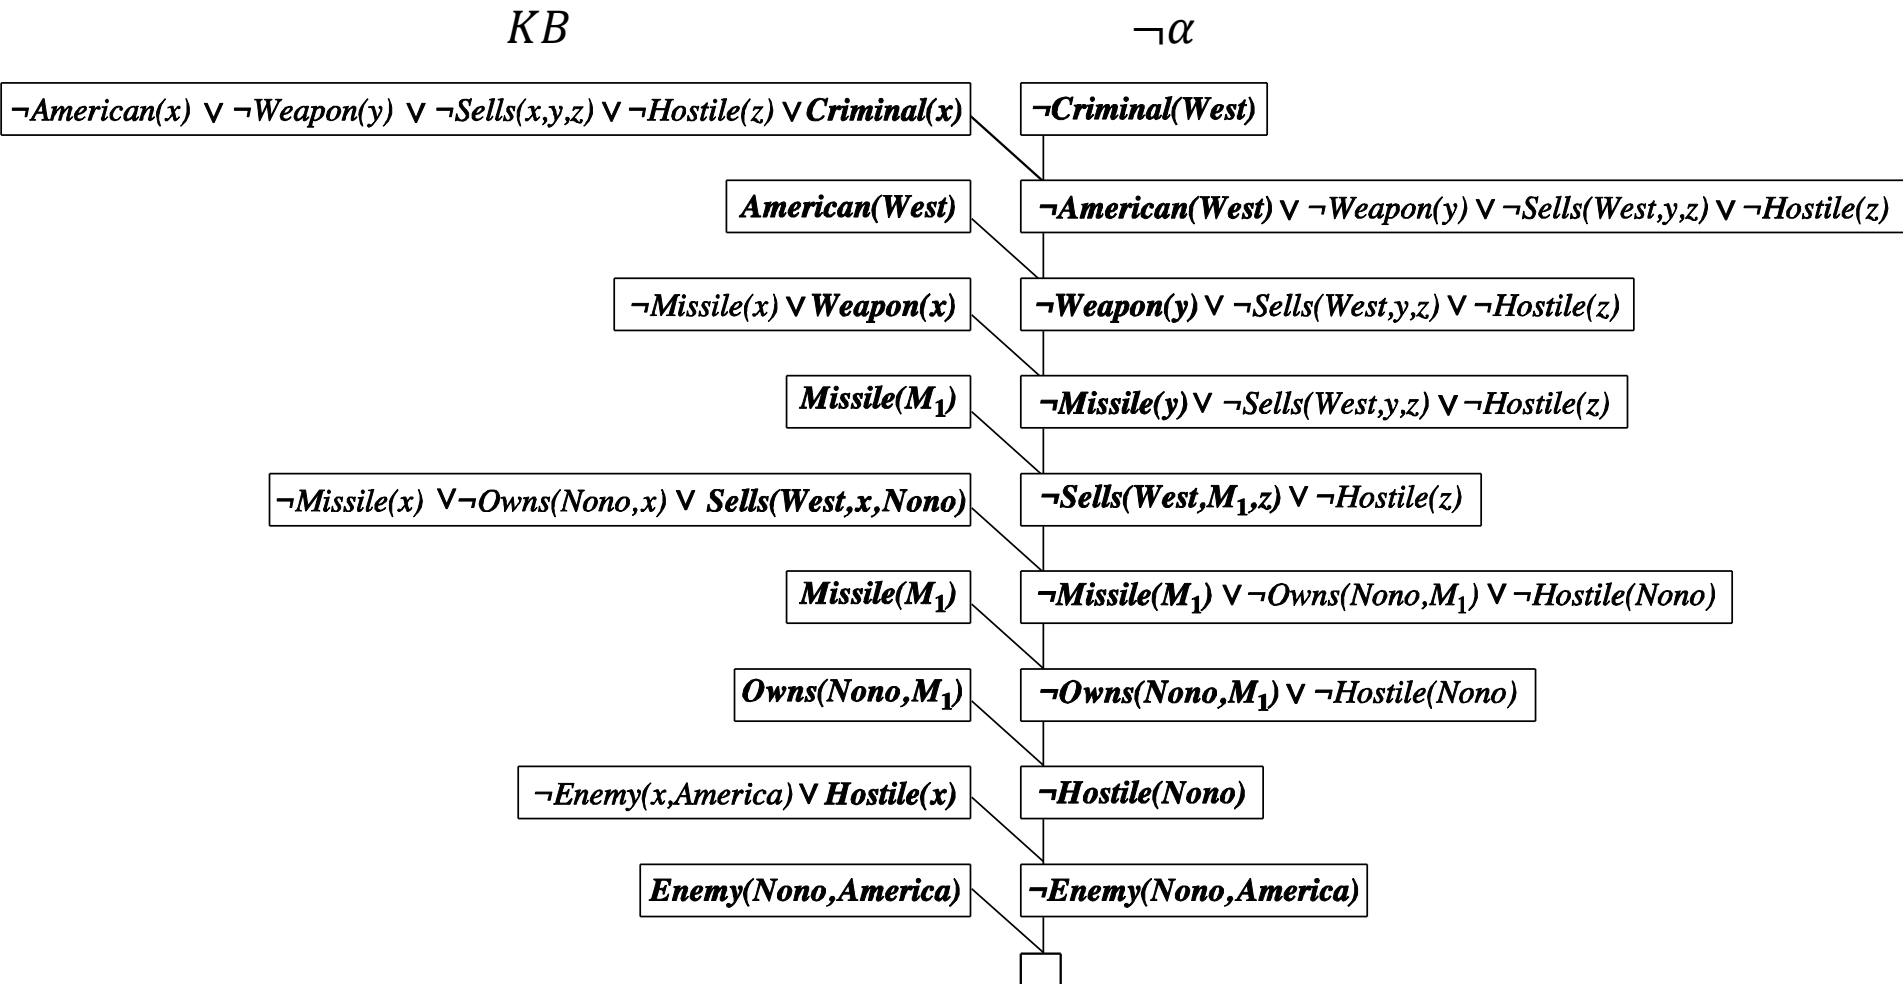 KB ¬α
¬American(x) ∨ ¬Weapon(y) ∨ ¬Sells(x,y,z) ∨ ¬Hostile(z) ∨ Criminal(x) ¬Criminal(West)
American(West) ¬American(West) ∨ ¬Weapon(y) ∨ ¬Sells(West,y,z) ∨ ¬Hostile(z)
¬Missile(x) ∨ Weapon(x) ¬Weapon(y) ∨ ¬Sells(West,y,z) ∨ ¬Hostile(z)
Missile(M₁) ¬Missile(y) ∨ ¬Sells(West,y,z) ∨ ¬Hostile(z)
¬Missile(x) ∨ ¬Owns(Nono,x) ∨ Sells(West,x,Nono) ¬Sells(West,M₁,z) ∨ ¬Hostile(z)
Missile(M₁) ¬Missile(M₁) ∨ ¬Owns(Nono,M₁) ∨ ¬Hostile(Nono)
Owns(Nono,M₁) ¬Owns(Nono,M₁) ∨ ¬Hostile(Nono)
¬Enemy(x,America) ∨ Hostile(x) ¬Hostile(Nono)
Enemy(Nono,America) ¬Enemy(Nono,America)